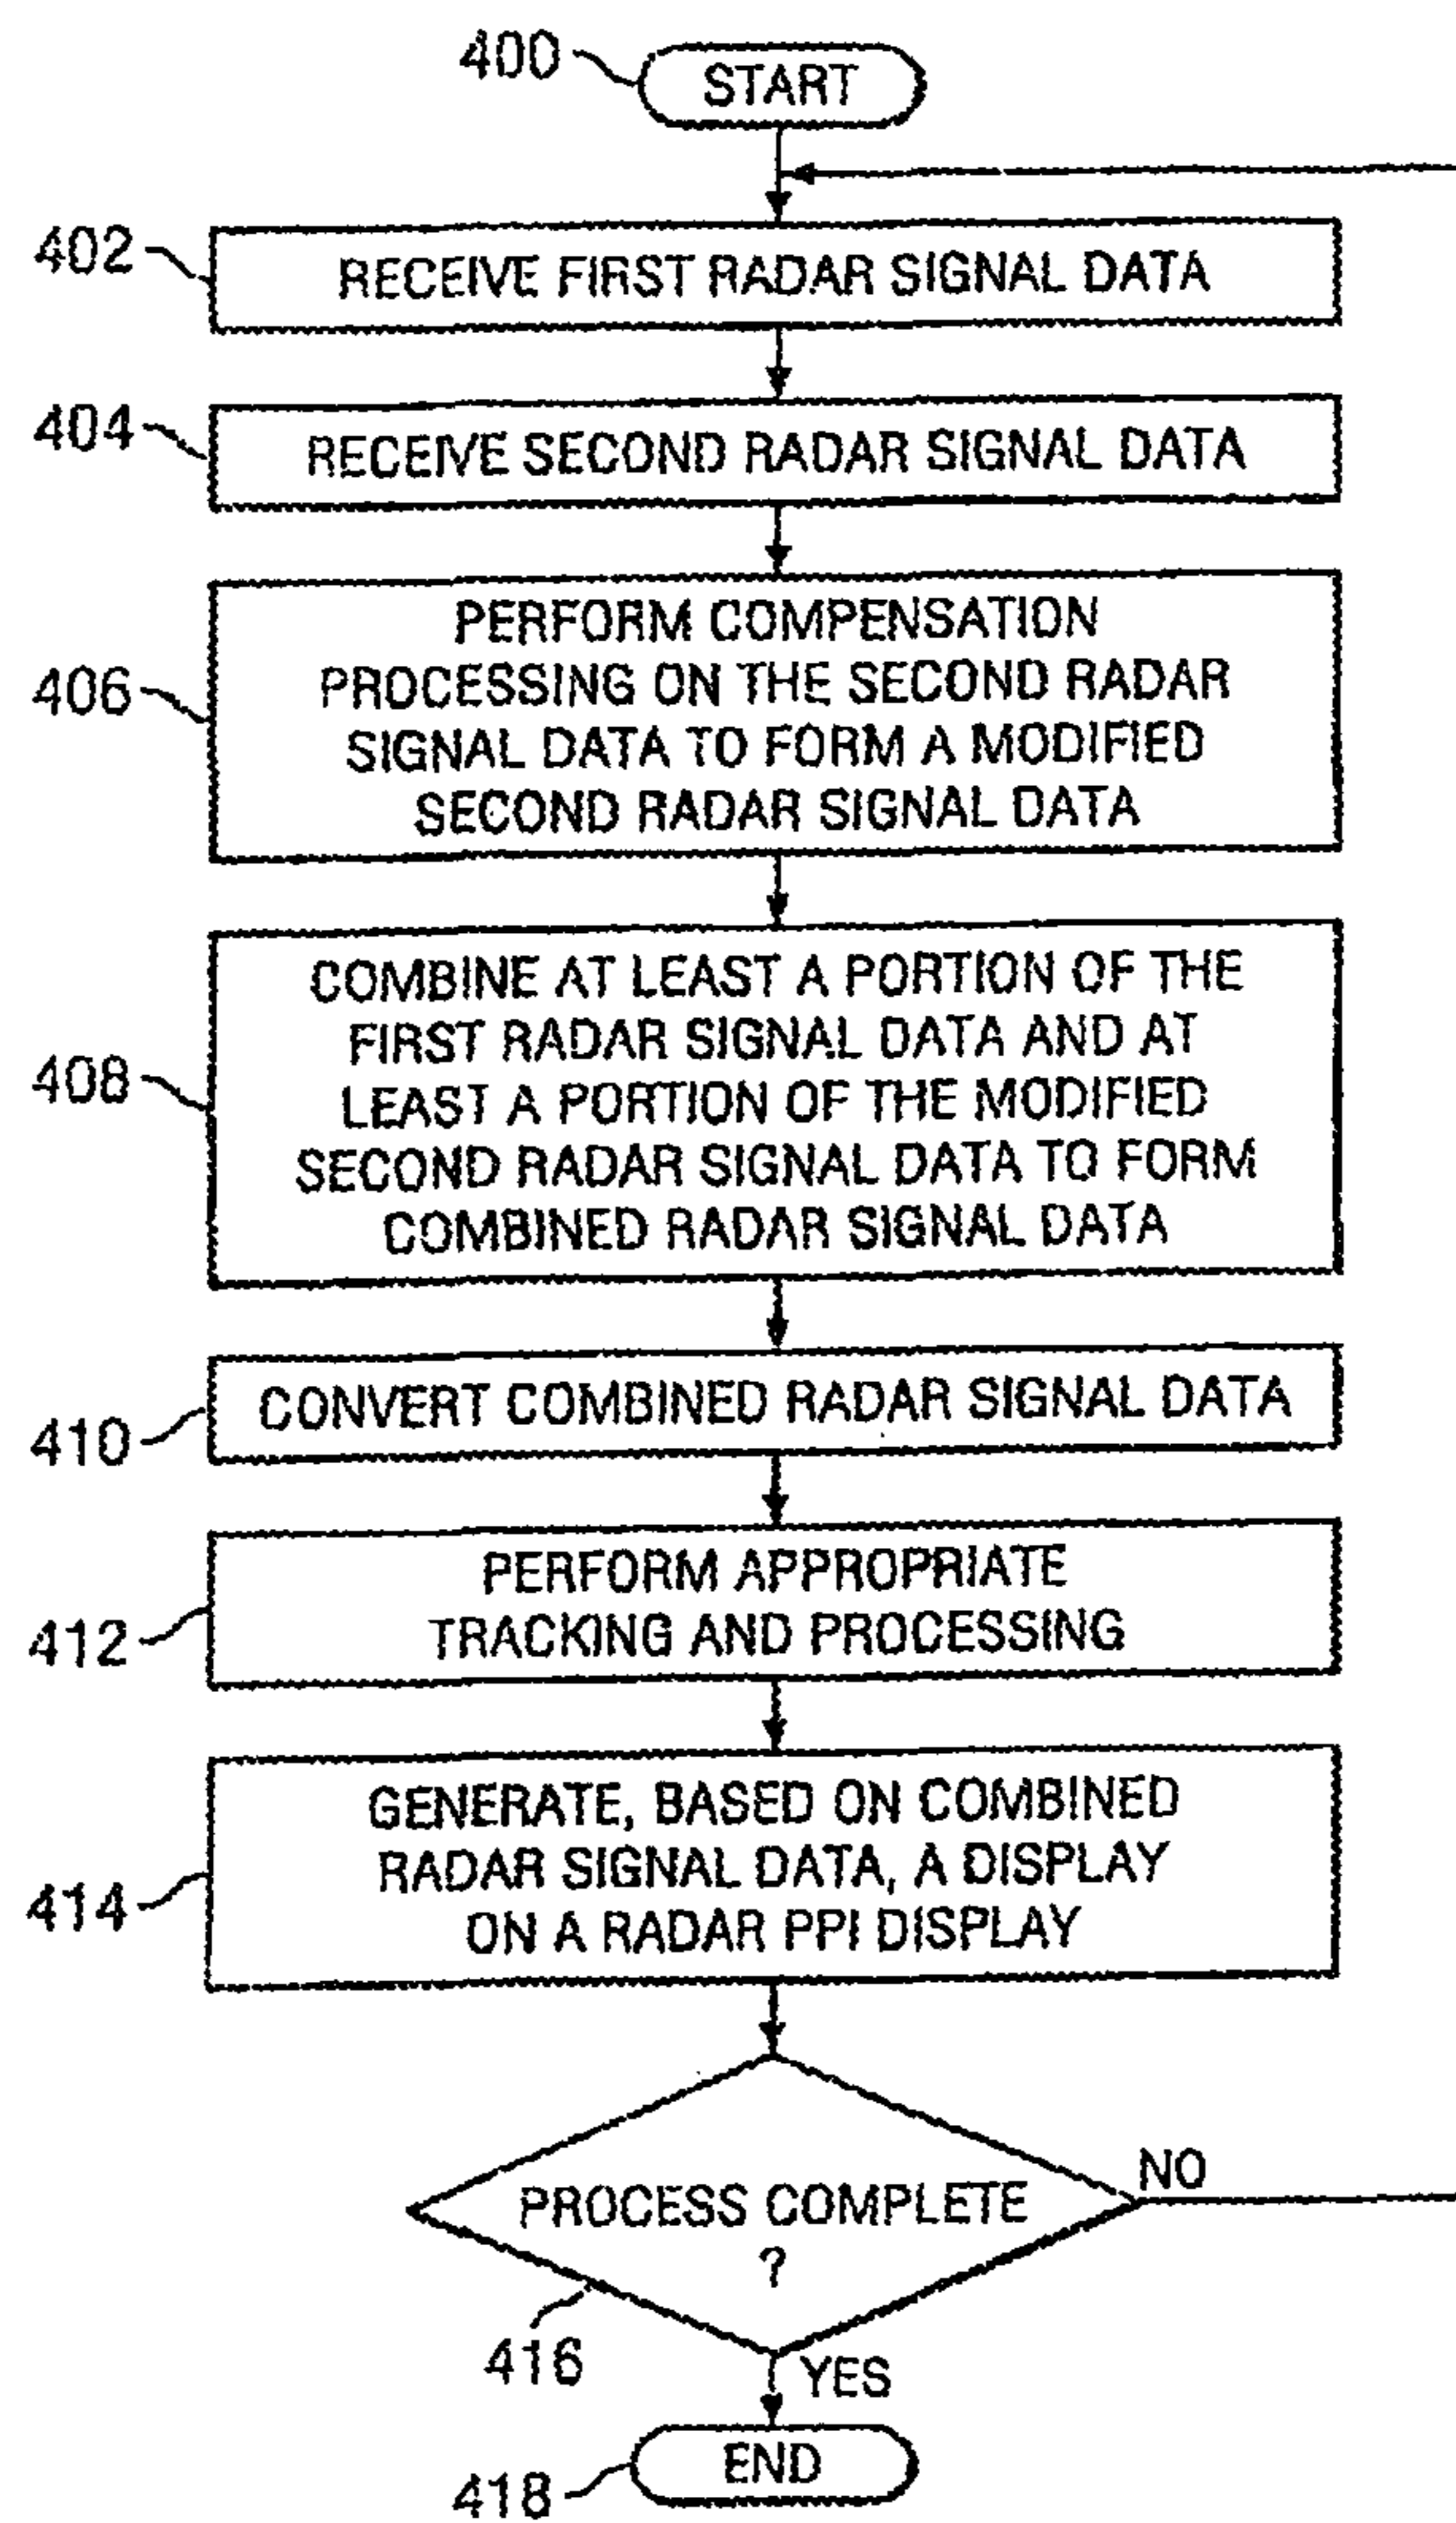 400
START
402
RECEIVE FIRST RADAR SIGNAL DATA
404
RECEIVE SECOND RADAR SIGNAL DATA
406
PERFORM COMPENSATION
PROCESSING ON THE SECOND RADAR
SIGNAL DATA TO FORM A MODIFIED
SECOND RADAR SIGNAL DATA
408
COMBINE AT LEAST A PORTION OF THE
FIRST RADAR SIGNAL DATA AND AT
LEAST A PORTION OF THE MODIFIED
SECOND RADAR SIGNAL DATA TO FORM
COMBINED RADAR SIGNAL DATA
410
CONVERT COMBINED RADAR SIGNAL DATA
412
PERFORM APPROPRIATE
TRACKING AND PROCESSING
414
GENERATE, BASED ON COMBINED
RADAR SIGNAL DATA, A DISPLAY
ON A RADAR PPI DISPLAY
NO
PROCESS COMPLETE
?
416
YES
418
END